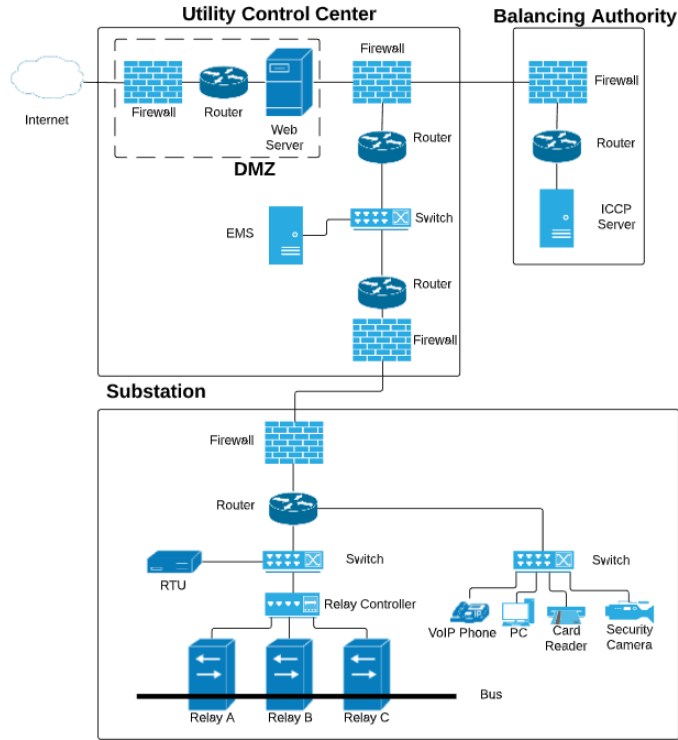 Utility Control Center
Balancing Authority
Firewall
Internet
Firewall
Router
Web
Server
DMZ
Router
EMS
Switch
Router
Firewall
Firewall
Router
ICCP
Server
Substation
Firewall
Router
Switch
RTU
Relay Controller
Switch
VoIP Phone
PC
Card
Reader
Security
Camera
Relay A
Relay B
Relay C
Bus